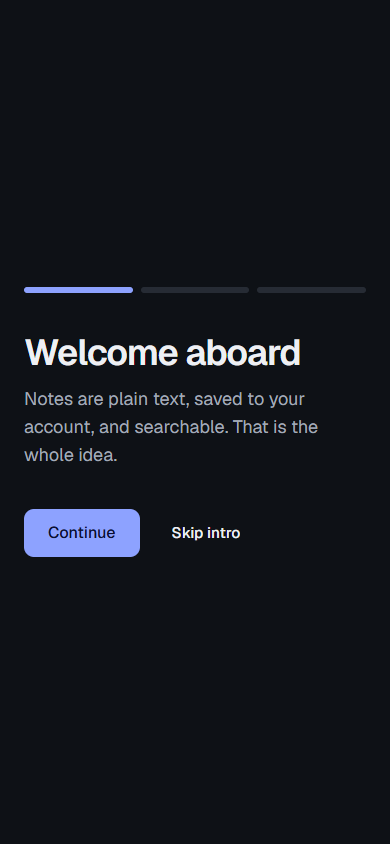 Welcome aboard
Notes are plain text, saved to your
account, and searchable. That is the
whole idea.
Continue
Skip intro